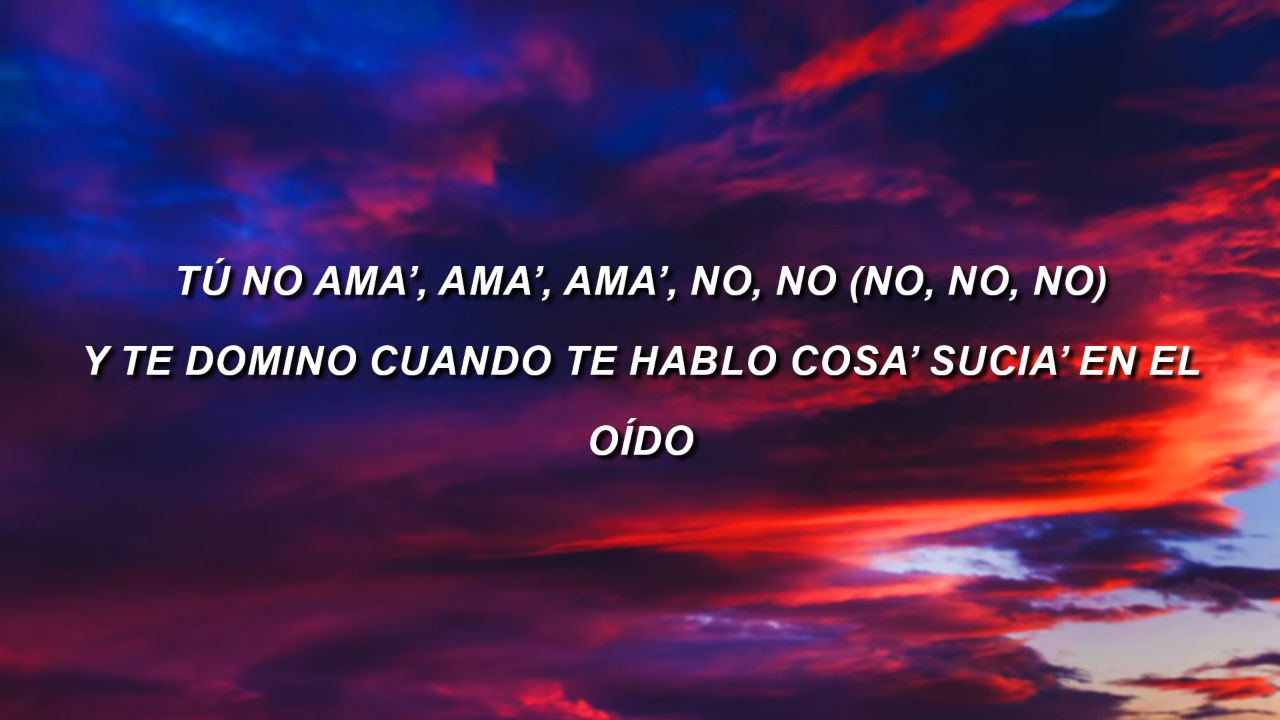 TÚ NO AMA’, AMA’, AMA’, NO, NO (NO, NO, NO)
Y TE DOMINO CUANDO TE HABLO COSA’ SUCIA’ EN EL
OÍDO